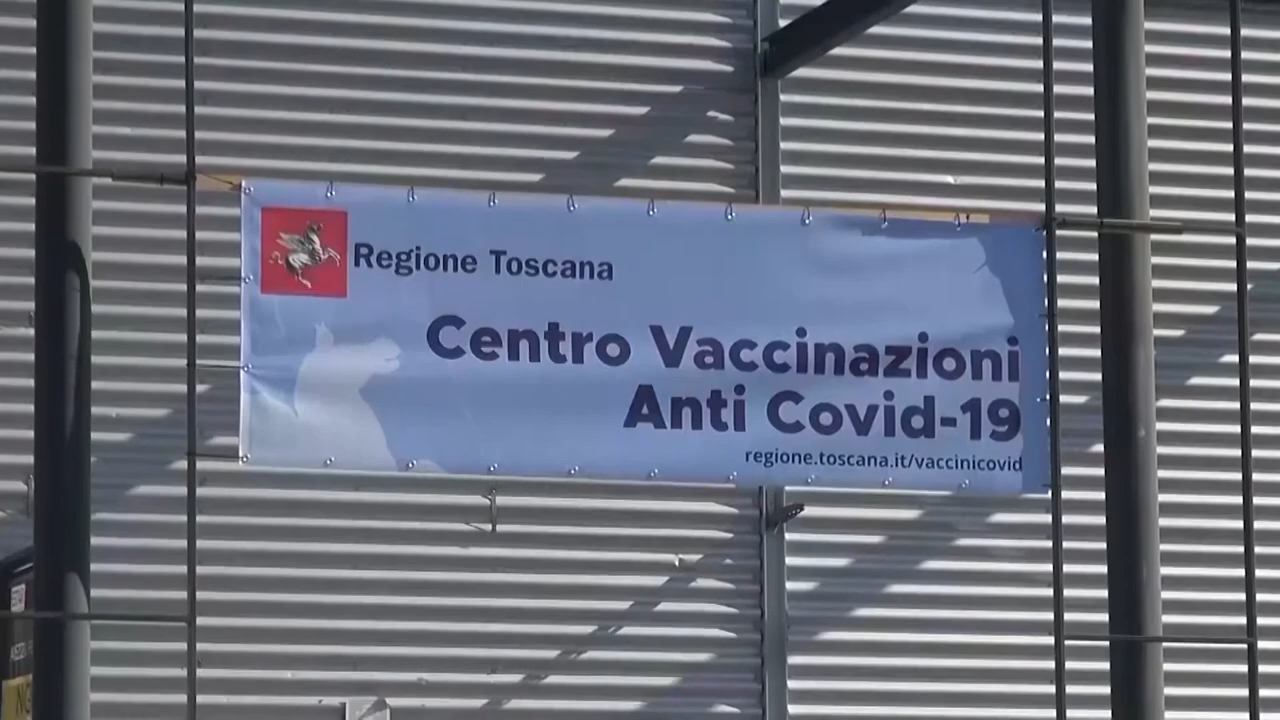 Regione Toscana
Centro Vaccinazioni
Anti Covid-19
regione.toscana.it/vaccinicovid